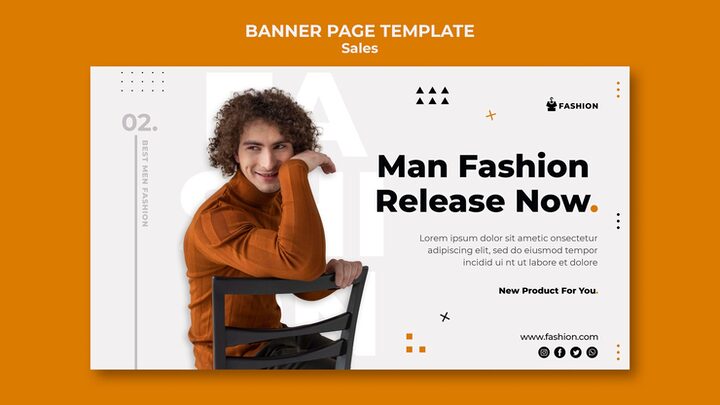 BANNER PAGE TEMPLATE
Sales
02.
BEST MEN FASHION
FASHION
Man Fashion
Release Now.
Lorem ipsum dolor sit ametic onsectetur
adipiscing elit, sed do eiusmod tempor
incidid ui nt ut labore et dolore
New Product For You.
www.fashion.com